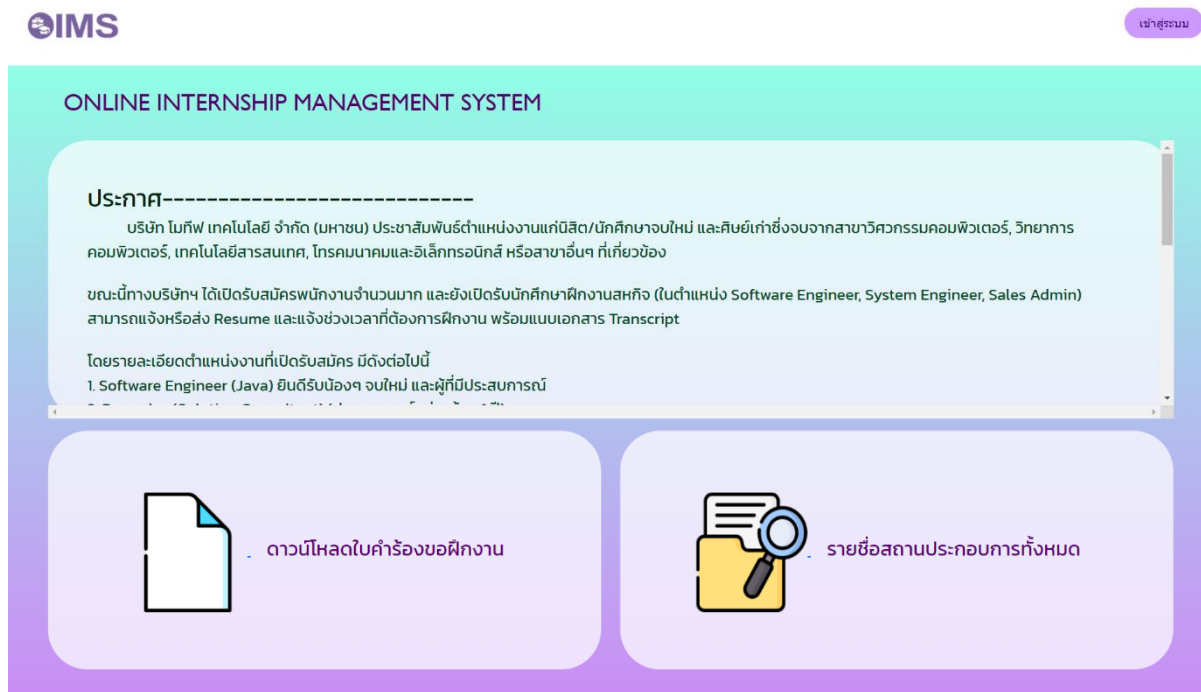 IMS
เข้าสู่ระบบ
ONLINE INTERNSHIP MANAGEMENT SYSTEM
ประกาศ----------------------------
บริษัท โมทีฟ เทคโนโลยี จำกัด (มหาชน) ประชาสัมพันธ์ตำแหน่งงานแก่นิสิต/นักศึกษาจบใหม่ และศิษย์เก่าซึ่งจบจากสาขาวิศวกรรมคอมพิวเตอร์, วิทยาการ
คอมพิวเตอร์, เทคโนโลยีสารสนเทศ, โทรคมนาคมและอิเล็กทรอนิกส์ หรือสาขาอื่นๆ ที่เกี่ยวข้อง
ขณะนี้ทางบริษัทฯ ได้เปิดรับสมัครพนักงานจำนวนมาก และยังเปิดรับนักศึกษาฝึกงานสหกิจ (ในตำแหน่ง Software Engineer, System Engineer, Sales Admin)
สามารถแจ้งหรือส่ง Resume และแจ้งช่วงเวลาที่ต้องการฝึกงาน พร้อมแนบเอกสาร Transcript
โดยรายละเอียดตำแหน่งงานที่เปิดรับสมัคร มีดังต่อไปนี้
1. Software Engineer (Java) ยินดีรับน้องๆ จบใหม่ และผู้ที่มีประสบการณ์
ดาวน์โหลดใบคำร้องขอฝึกงาน
รายชื่อสถานประกอบการทั้งหมด